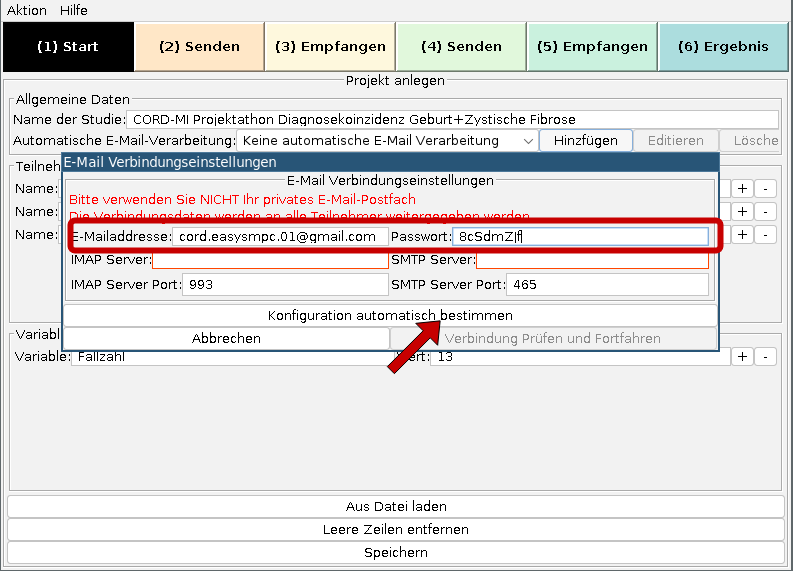 Aktion Hilfe
(1) Start (2) Senden (3) Empfangen (4) Senden (5) Empfangen (6) Ergebnis
Projekt anlegen
Allgemeine Daten
Name der Studie: CORD-MI Projektathon Diagnosekoinzidenz Geburt+Zystische Fibrose
Automatische E-Mail-Verarbeitung: Keine automatische E-Mail Verarbeitung Hinzufügen Editieren Lösche
E-Mail Verbindungseinstellungen
Teilneh
E-Mail Verbindungseinstellungen
Name: + -
Bitte verwenden Sie NICHT Ihr privates E-Mail-Postfach
Name: + -
Die Verbindungsdaten werden an alle Teilnehmer weitergegeben werden
Name: + -
E-Mailaddresse: cord.easysmpc.01@gmail.com Passwort: 8cSdmZ|f
IMAP Server: SMTP Server:
IMAP Server Port: 993 SMTP Server Port: 465
Konfiguration automatisch bestimmen
Variabl
Abbrechen Verbindung Prüfen und Fortfahren
Variable: Fallzahl 13 + -
Aus Datei laden
Leere Zeilen entfernen
Speichern